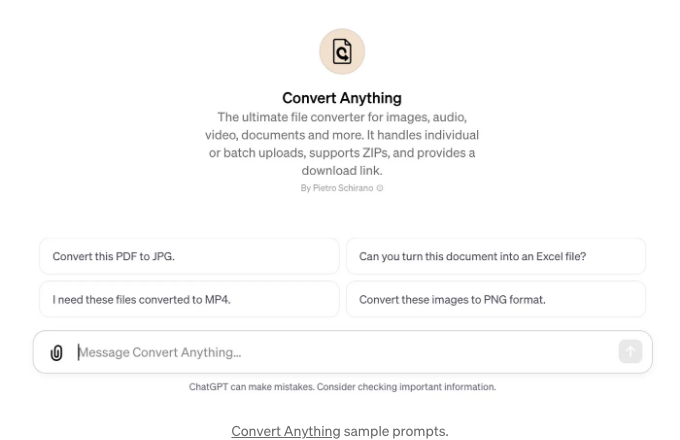 Convert Anything
The ultimate file converter for images, audio,
video, documents and more. It handles individual
or batch uploads, supports ZIPs, and provides a
download link.
By Pietro Schirano
Convert this PDF to JPG.
Can you turn this document into an Excel file?
I need these files converted to MP4.
Convert these images to PNG format.
Message Convert Anything...
ChatGPT can make mistakes. Consider checking important information.
Convert Anything sample prompts.